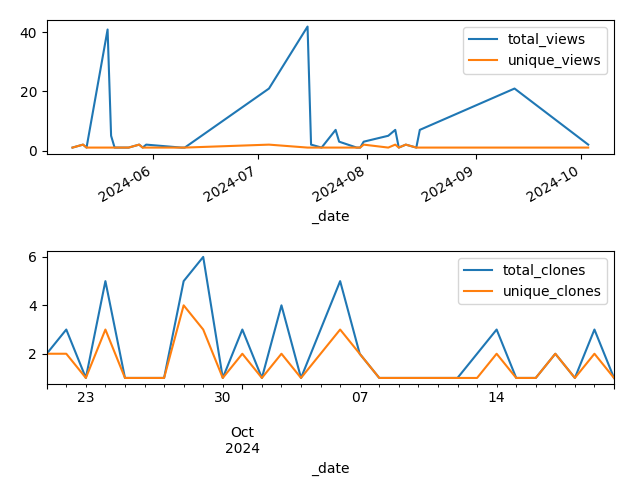 total_views
unique_views
40
20
0
2024-06
2024-07
2024-08
2024-09
2024-10
_date
total_clones
unique_clones
6
4
2
23
30
07
14
Oct
2024
_date